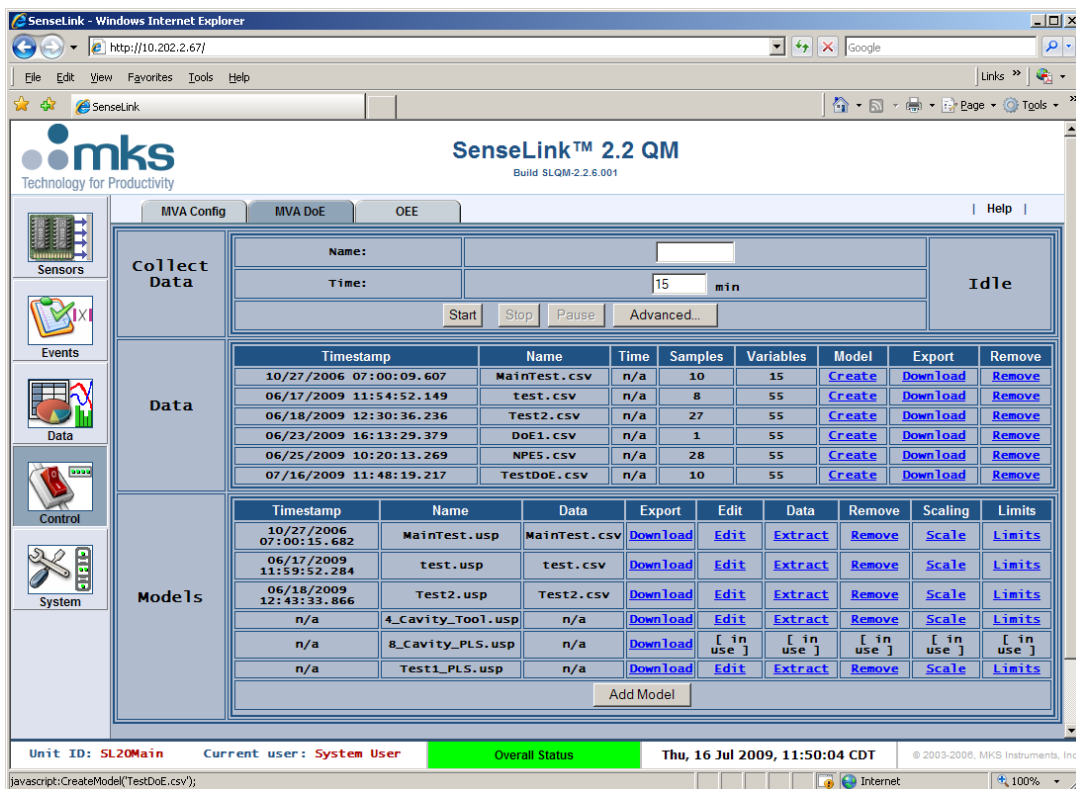 SenseLink - Windows Internet Explorer
http://10.202.2.67/
Google
File Edit View Favorites Tools Help
Links »
SenseLink
Page Tools »
mks
Technology for Productivity
SenseLink™ 2.2 QM
Build SLQM-2.2.6.001
MVA Config MVA DoE OEE | Help |
Sensors
Events
Data
Control
System
Collect Data
Name:
Time: 15 min
Start Stop Pause Advanced...
Idle
Data
Timestamp Name Time Samples Variables Model Export Remove
10/27/2006 07:00:09.607 MainTest.csv n/a 10 15 Create Download Remove
06/17/2009 11:54:52.149 test.csv n/a 8 55 Create Download Remove
06/18/2009 12:30:36.236 Test2.csv n/a 27 55 Create Download Remove
06/23/2009 16:13:29.379 DoE1.csv n/a 1 55 Create Download Remove
06/25/2009 10:20:13.269 NPE5.csv n/a 28 55 Create Download Remove
07/16/2009 11:48:19.217 TestDoE.csv n/a 10 55 Create Download Remove
Models
Timestamp Name Data Export Edit Data Remove Scaling Limits
10/27/2006 07:00:15.682 MainTest.usp MainTest.csv Download Edit Extract Remove Scale Limits
06/17/2009 11:59:52.284 test.usp test.csv Download Edit Extract Remove Scale Limits
06/18/2009 12:43:33.866 Test2.usp Test2.csv Download Edit Extract Remove Scale Limits
n/a 4_Cavity_Tool.usp n/a Download Edit Extract Remove Scale Limits
n/a 8_Cavity_PLS.usp n/a Download [ in use ] [ in use ] [ in use ] [ in use ] [ in use ]
n/a Test1_PLS.usp n/a Download Edit Extract Remove Scale Limits
Add Model
Unit ID: SL20Main Current user: System User Overall Status Thu, 16 Jul 2009, 11:50:04 CDT © 2003-2006, MKS Instruments, Inc
javascript:CreateModel('TestDoE.csv'); Internet 100%